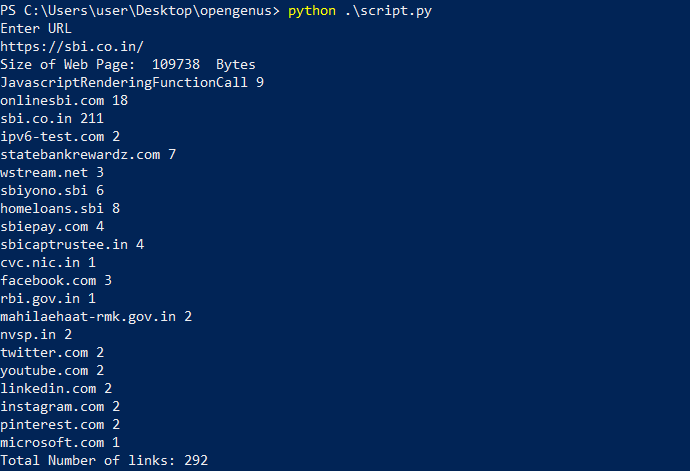 PS C:\Users\user\Desktop\opengenus> python .\script.py
Enter URL
https://sbi.co.in/
Size of Web Page:  109738  Bytes
JavascriptRenderingFunctionCall 9
onlinesbi.com 18
sbi.co.in 211
ipv6-test.com 2
statebankrewardz.com 7
wstream.net 3
sbiyono.sbi 6
homeloans.sbi 8
sbiepay.com 4
sbicaptrustee.in 4
cvc.nic.in 1
facebook.com 3
rbi.gov.in 1
mahilaehaat-rmk.gov.in 2
nvsp.in 2
twitter.com 2
youtube.com 2
linkedin.com 2
instagram.com 2
pinterest.com 2
microsoft.com 1
Total Number of links: 292